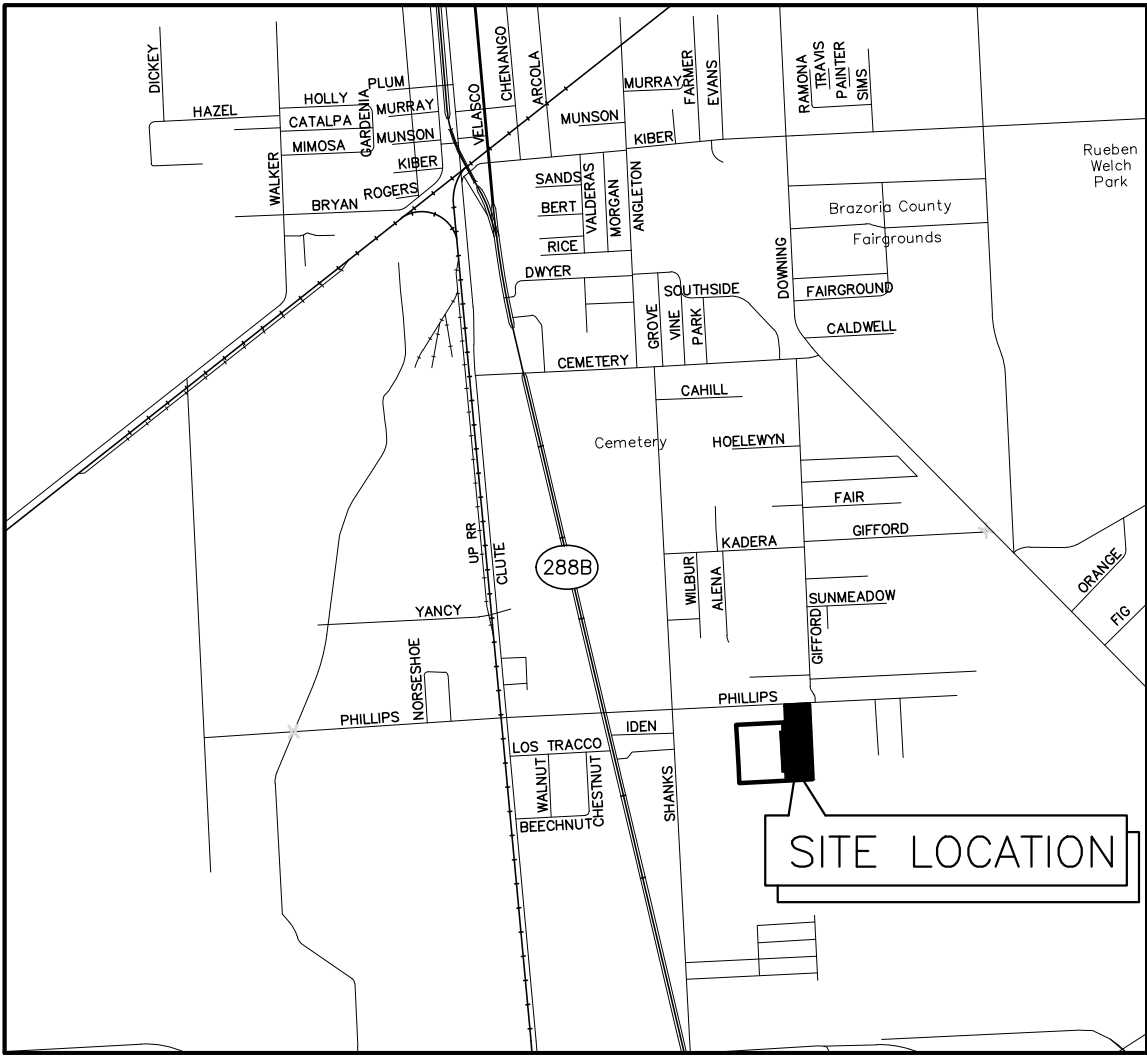 DICKEY
HAZEL
HOLLY
CATALPA
MIMOSA
GARDENIA
PLUM
MURRAY
MUNSON
KIBER
ROGERS
BRYAN
WALKER
VELASCO
CHENANGO
ARCOLA
MURRAY
MUNSON
KIBER
FARMER
EVANS
RAMONA
TRAVIS
PAINTER
SIMS
Rueben
Welch
Park
SANDS
BERT
RICE
VALDERAS
MORGAN
ANGLETON
DWYER
Brazoria County
Fairgrounds
DOWNING
FAIRGROUND
CALDWELL
SOUTHSIDE
GROVE
VINE
PARK
CEMETERY
CAHILL
Cemetery
HOELEWYN
FAIR
GIFFORD
KADERA
UP RR
CLUTE
288B
WILBUR
ALENA
SUNMEADOW
GIFFORD
ORANGE
FIG
YANCY
NORSESHOE
PHILLIPS
PHILLIPS
IDEN
LOS TRACCO
WALNUT
CHESTNUT
BEECHNUT
SHANKS
SITE LOCATION